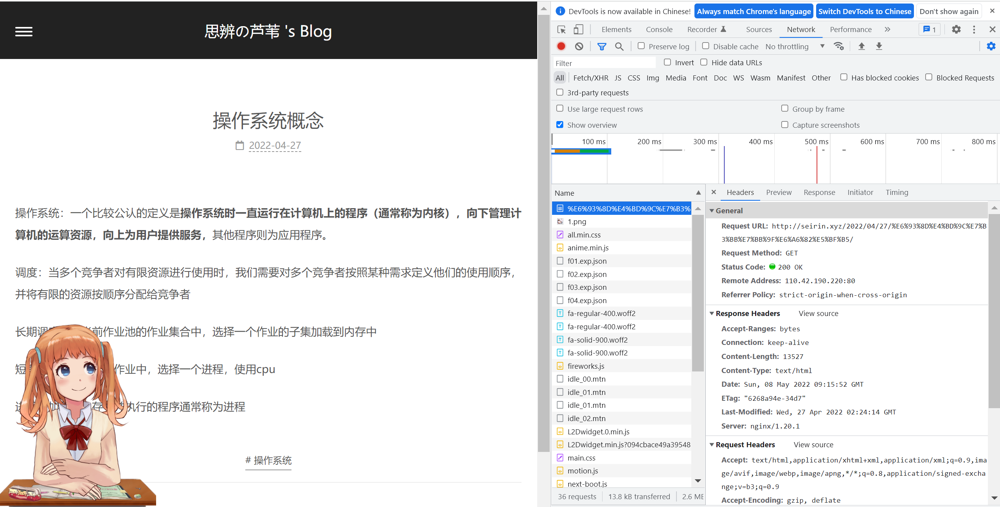 思辨の芦苇 's Blog
操作系统概念
2022-04-27
操作系统：一个比较公认的定义是操作系统时一直运行在计算机上的程序（通常称为内核），向下管理计
算机的运算资源，向上为用户提供服务，其他程序则为应用程序。
调度：当多个竞争者对有限资源进行使用时，我们需要对多个竞争者按照某种需求定义他们的使用顺序，
并将有限的资源按顺序分配给竞争者
长期调 前作业池的作业集合中，选择一个作业的子集加载到内存中
短 作业中，选择一个进程，使用cpu
存 执行的程序通常称为进程
# 操作系统
DevTools is now available in Chinese! Always match Chrome's language Switch DevTools to Chinese Don't show again
Elements Console Recorder Sources Network Performance 1
Preserve log Disable cache No throttling
Filter Invert Hide data URLs
All Fetch/XHR JS CSS Img Media Font Doc WS Wasm Manifest Other Has blocked cookies Blocked Requests
3rd-party requests
Use large request rows Group by frame
Show overview Capture screenshots
100 ms 200 ms 300 ms 400 ms 500 ms 600 ms 700 ms 800 ms
Name
%E6%93%8D%E4%BD%9C%E7%B3%
1.png
all.min.css
anime.min.js
f01.exp.json
f02.exp.json
f03.exp.json
f04.exp.json
fa-regular-400.woff2
fa-regular-400.woff2
fa-solid-900.woff2
fa-solid-900.woff2
fireworks.js
idle_00.mtn
idle_01.mtn
idle_01.mtn
idle_02.mtn
L2Dwidget.0.min.js
L2Dwidget.min.js?094cbace49a39548
main.css
motion.js
next-boot.js
36 requests 13.8 kB transferred 2.6 ME
Headers Preview Response Initiator Timing
General
Request URL: http://seirin.xyz/2022/04/27/%E6%93%8D%E4%BD%9C%E7%B
3%BB%E7%BB%9F%E6%A6%82%E5%BF%B5/
Request Method: GET
Status Code: 200 OK
Remote Address: 110.42.190.220:80
Referrer Policy: strict-origin-when-cross-origin
Response Headers View source
Accept-Ranges: bytes
Connection: keep-alive
Content-Length: 13527
Content-Type: text/html
Date: Sun, 08 May 2022 09:15:52 GMT
ETag: "6268a94e-34d7"
Last-Modified: Wed, 27 Apr 2022 02:24:14 GMT
Server: nginx/1.20.1
Request Headers View source
Accept: text/html,application/xhtml+xml,application/xml;q=0.9,ima
ge/avif,image/webp,image/apng,*/*;q=0.8,application/signed-excha
nge;v=b3;q=0.9
Accept-Encoding: gzip, deflate